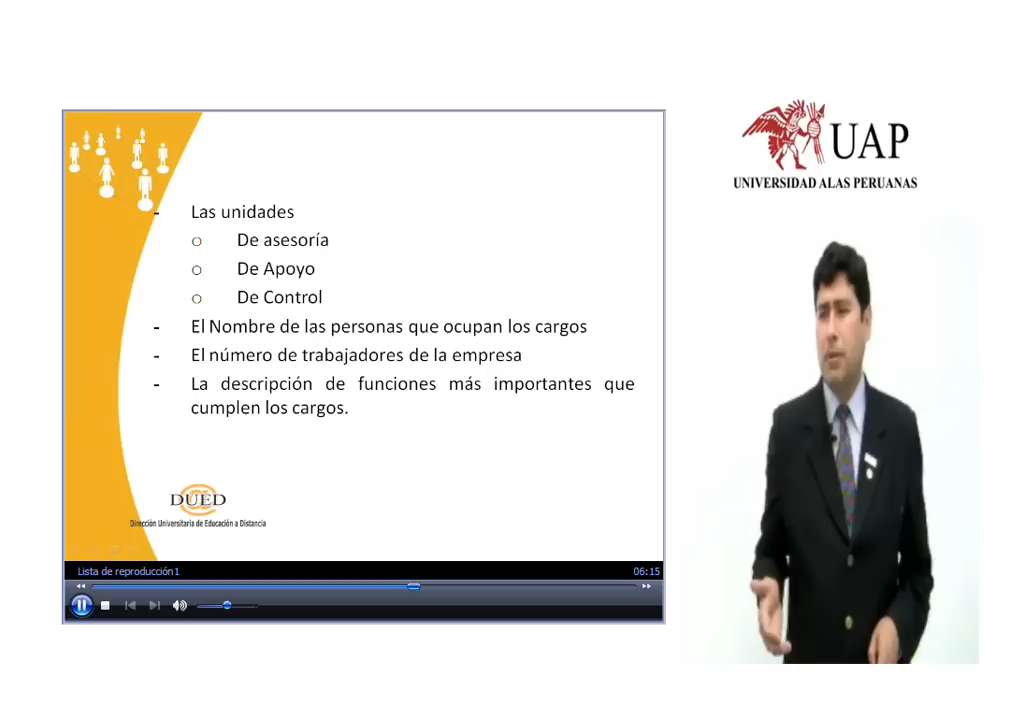 - Las unidades
o De asesoría
o De Apoyo
o De Control
- El Nombre de las personas que ocupan los cargos
- El número de trabajadores de la empresa
- La descripción de funciones más importantes que
cumplen los cargos.
DUED
Dirección Universitaria de Educación a Distancia
Lista de reproducción1
06:15
UAP
UNIVERSIDAD ALAS PERUANAS